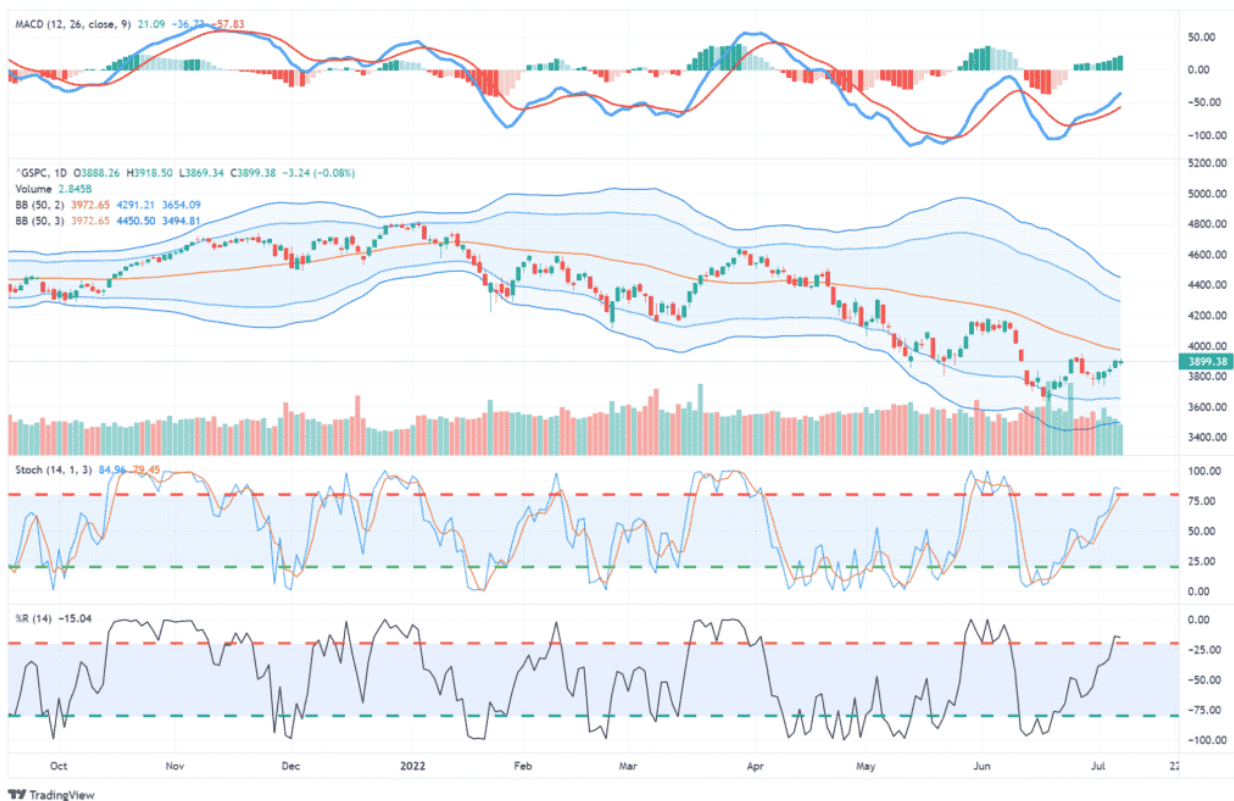 MACD (12, 26, close, 9) 21.09 −36.73 −57.83
50.00
0.00
−50.00
−100.00
^GSPC, 1D O3888.26 H3918.50 L3869.34 C3899.38 −3.24 (−0.08%)
Volume 2.845B
BB (50, 2) 3972.65 4291.21 3654.09
BB (50, 3) 3972.65 4450.50 3494.81
5200.00
5000.00
4800.00
4600.00
4400.00
4200.00
4000.00
3899.38
3800.00
3600.00
3400.00
Stoch (14, 1, 3) 84.96 79.45
100.00
75.00
50.00
25.00
0.00
%R (14) −15.04
0.00
−25.00
−50.00
−75.00
−100.00
Oct Nov Dec 2022 Feb Mar Apr May Jun Jul 22
TradingView